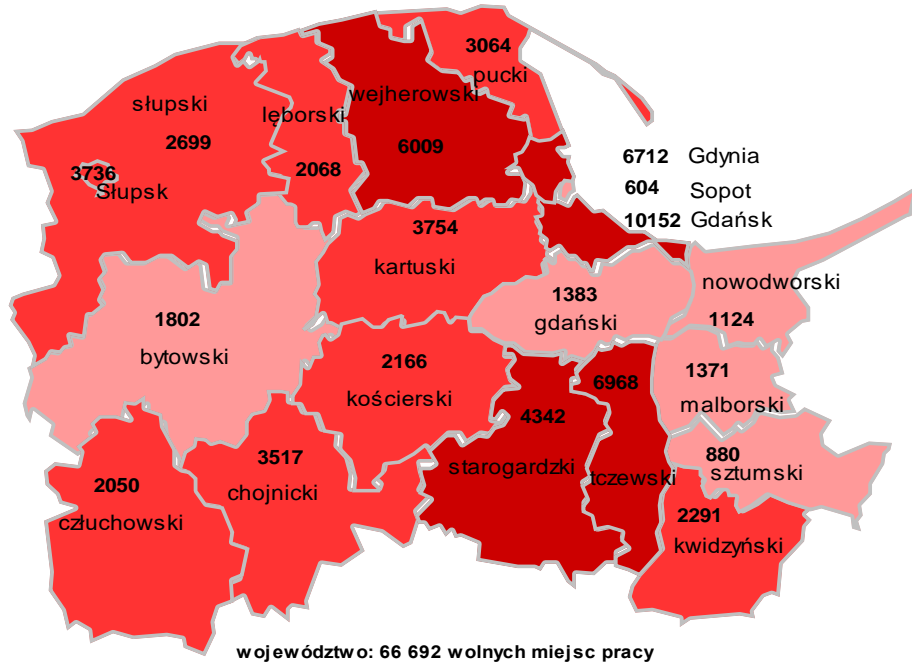 3064
pucki
wejherowski
6009
słupski
2699
lęborski
2068
3736
Słupsk
6712 Gdynia
604 Sopot
10152 Gdańsk
3754
kartuski
nowodworski
1124
1383
gdański
1802
bytowski
2166
kościerski
6968
tczewski
1371
malborski
4342
starogardzki
880
sztumski
3517
chojnicki
2050
człuchowski
2291
kwidzyński
województwo: 66 692 wolnych miejsc pracy